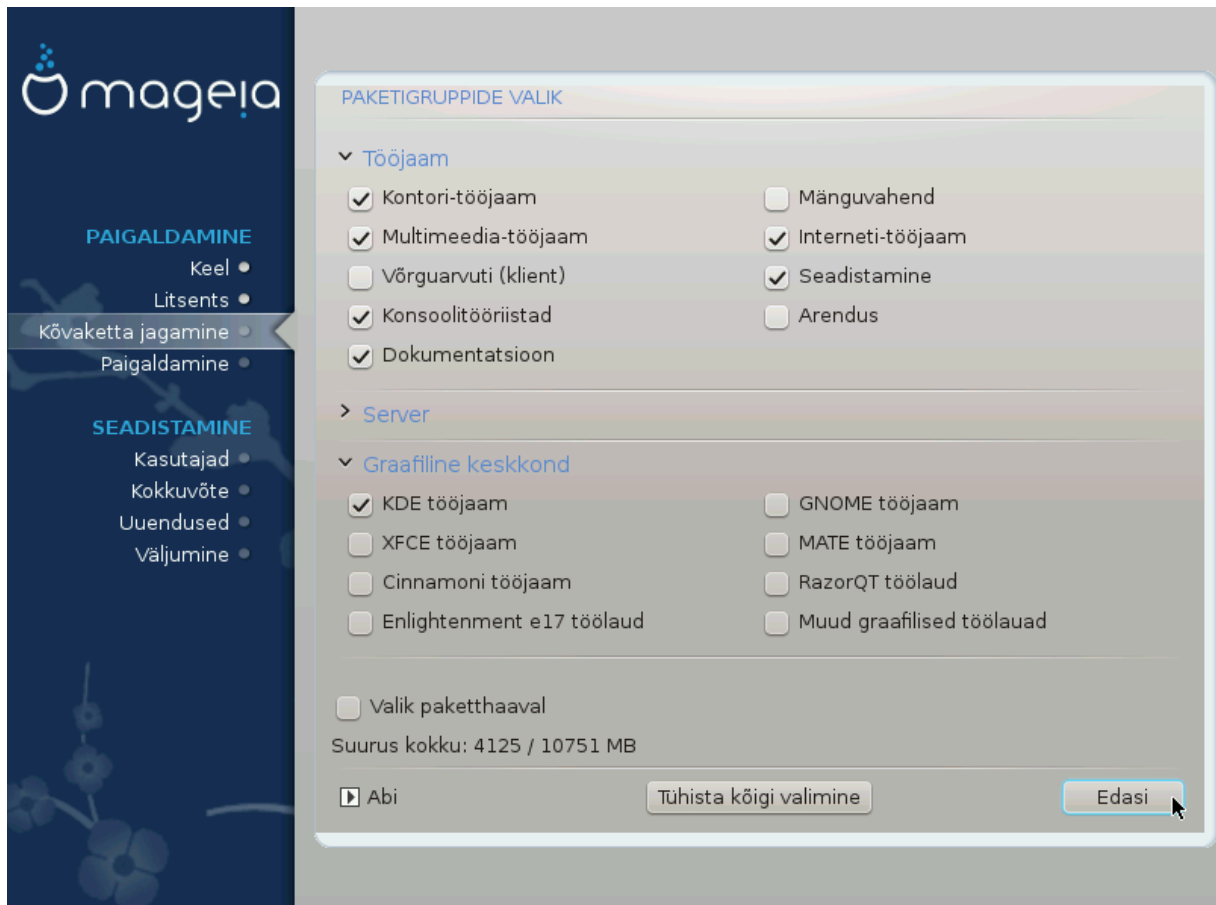 mageia
PAIGALDAMINE
Keel
Litsents
Kõvaketta jagamine
Paigaldamine
SEADISTAMINE
Kasutajad
Kokkuvõte
Uuendused
Väljumine
PAKETIGRUPPIDE VALIK
Tööjaam
Kontori-tööjaam
Mänguvahend
Multimeedia-tööjaam
Interneti-tööjaam
Võrguarvuti (klient)
Seadistamine
Konsoolitööriistad
Arendus
Dokumentatsioon
Server
Graafiline keskkond
KDE tööjaam
GNOME tööjaam
XFCE tööjaam
MATE tööjaam
Cinnamoni tööjaam
RazorQT töölaud
Enlightenment e17 töölaud
Muud graafilised töölauad
Valik paketthaaval
Suurus kokku: 4125 / 10751 MB
Abi
Tühista kõigi valimine
Edasi